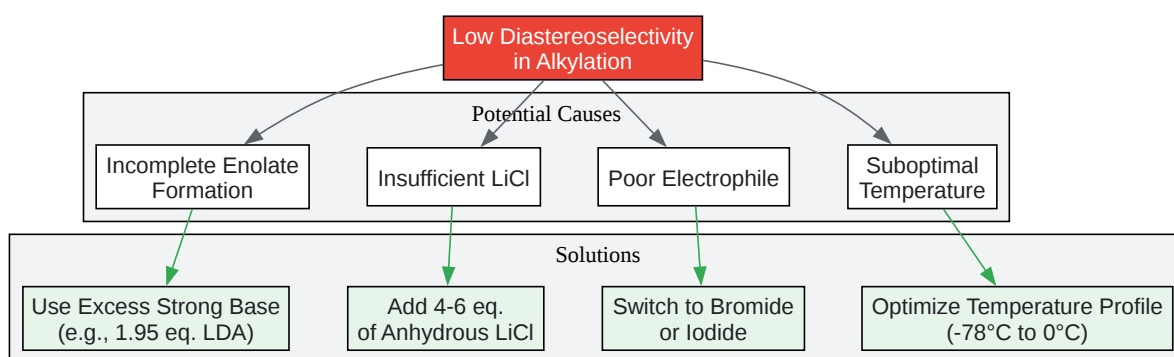 Low Diastereoselectivity
in Alkylation
Potential Causes
Incomplete Enolate
Formation
Insufficient LiCl
Poor Electrophile
Suboptimal
Temperature
Solutions
Use Excess Strong Base
(e.g., 1.95 eq. LDA)
Add 4-6 eq.
of Anhydrous LiCl
Switch to Bromide
or Iodide
Optimize Temperature Profile
(-78°C to 0°C)